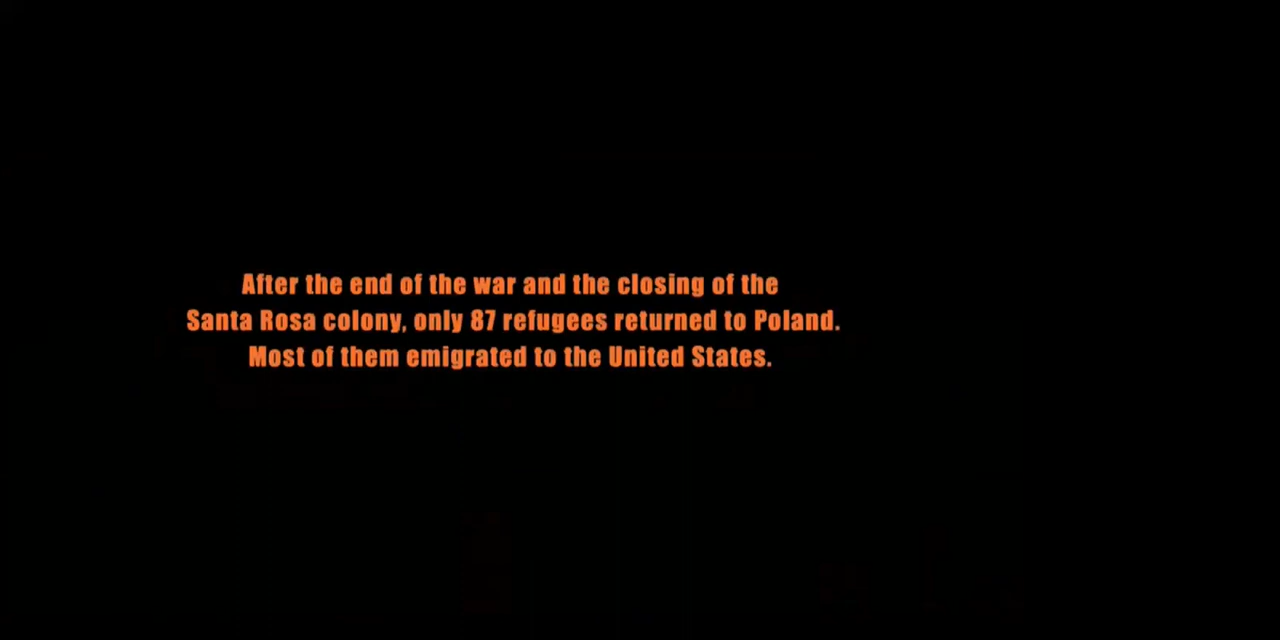 After the end of the war and the closing of the
Santa Rosa colony, only 87 refugees returned to Poland.
Most of them emigrated to the United States.